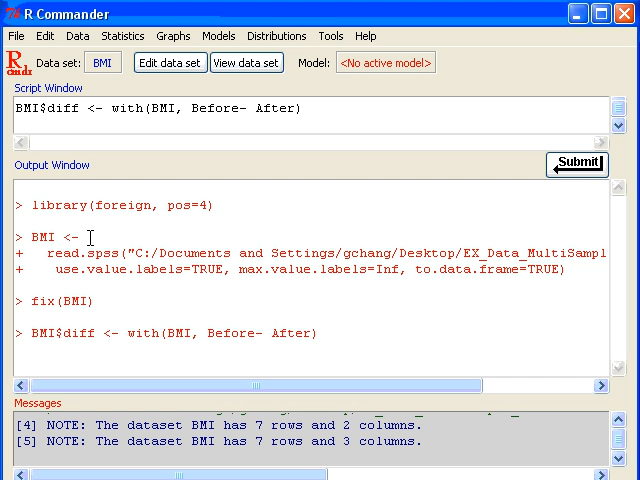 R Commander
File Edit Data Statistics Graphs Models Distributions Tools Help
R cmdr Data set: BMI Edit data set View data set Model: <No active model>
Script Window
BMI$diff <- with(BMI, Before- After)
Output Window
Submit
> library(foreign, pos=4)
> BMI <-
+   read.spss("C:/Documents and Settings/gchang/Desktop/EX_Data_MultiSampl
+    use.value.labels=TRUE, max.value.labels=Inf, to.data.frame=TRUE)
> fix(BMI)
> BMI$diff <- with(BMI, Before- After)
Messages
[4] NOTE: The dataset BMI has 7 rows and 2 columns.
[5] NOTE: The dataset BMI has 7 rows and 3 columns.